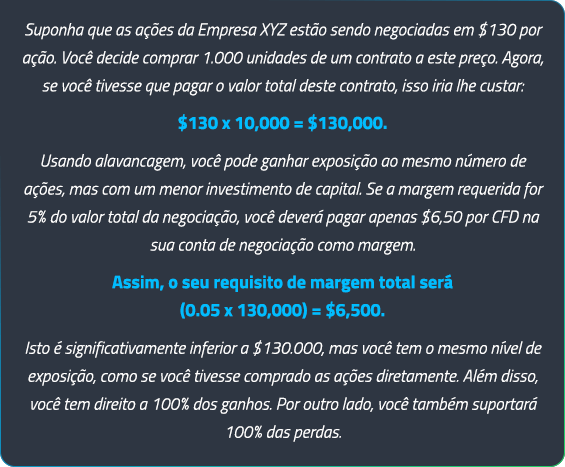 Suponha que as ações da Empresa XYZ estão sendo negociadas em $130 por
ação. Você decide comprar 1.000 unidades de um contrato a este preço. Agora,
se você tivesse que pagar o valor total deste contrato, isso iria lhe custar:
$130 x 10,000 = $130,000.
Usando alavancagem, você pode ganhar exposição ao mesmo número de
ações, mas com um menor investimento de capital. Se a margem requerida for
5% do valor total da negociação, você deverá pagar apenas $6,50 por CFD na
sua conta de negociação como margem.
Assim, o seu requisito de margem total será
(0.05 x 130,000) = $6,500.
Isto é significativamente inferior a $130.000, mas você tem o mesmo nível de
exposição, como se você tivesse comprado as ações diretamente. Além disso,
você tem direito a 100% dos ganhos. Por outro lado, você também suportará
100% das perdas.